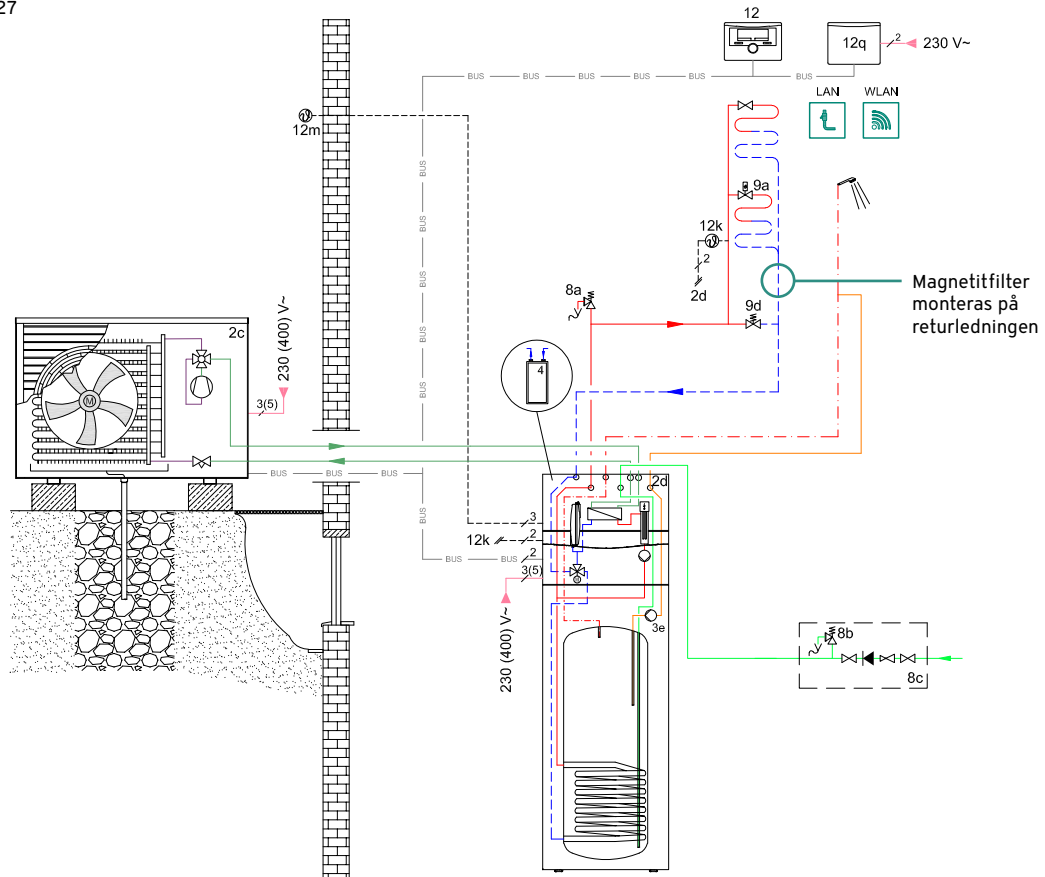 27
12
12q
2
230 V~
BUS
BUS
BUS
BUS
BUS
BUS
BUS
LAN
WLAN
12m
BUS
BUS
BUS
BUS
BUS
BUS
9a
12k
2
2d
8a
9d
Magnetitfilter
monteras på
returledningen
4
2c
230 (400) V~
3(5)
M
BUS
BUS
BUS
BUS
2d
3
12k
2
BUS
BUS
2
3(5)
M
230 (400) V~
3e
8b
8c